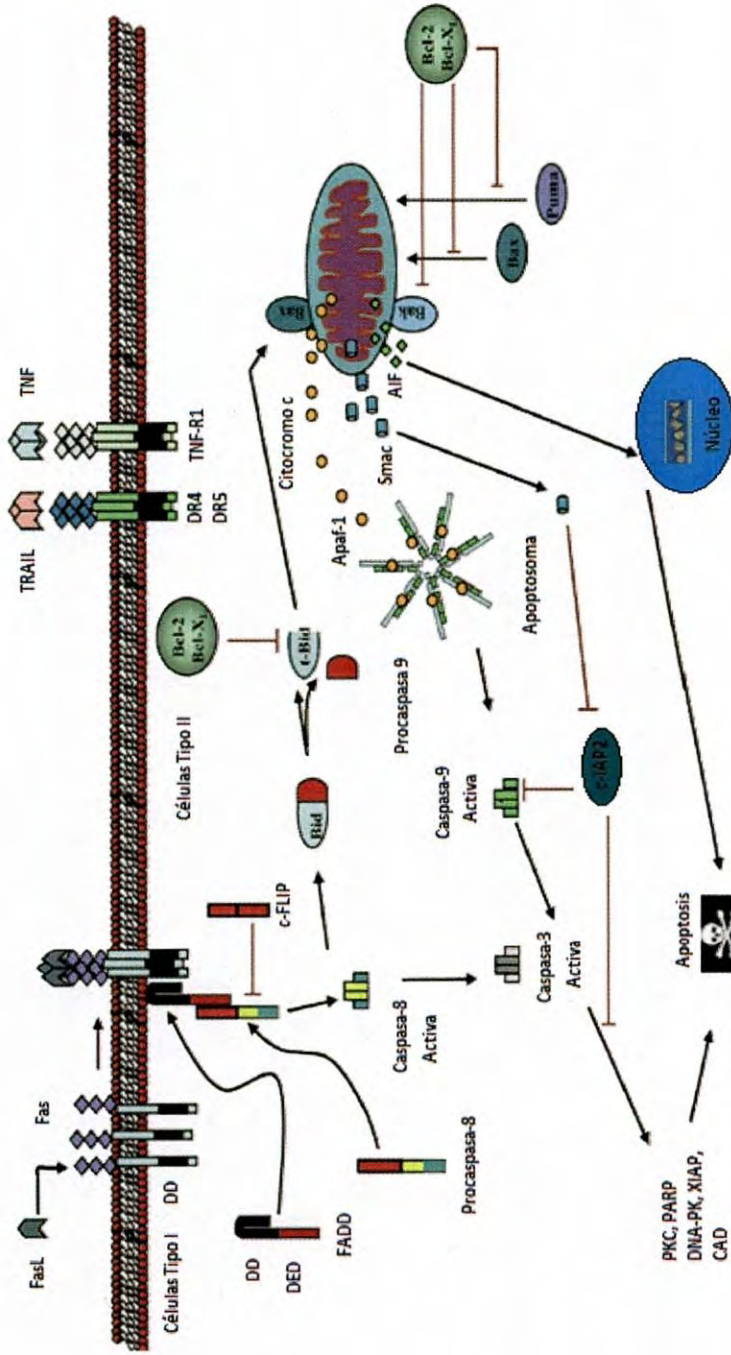 FasL
Fas
DD
Células Tipo I
DD
DED
FADD
Procaspasa-8
c-FLIP
Caspasa-8
Activa
Células Tipo II
Bcl-2
Bcl-X
Bid
t-Bid
TRAIL
TNF
DR4
DR5
TNF-R1
Citocromo c
Apaf-1
Smac
AIF
Bax
Bak
Bax
Puma
Bcl-2
Bcl-X
Procaspasa 9
Apoptosoma
Caspasa-9
Activa
c-IAP2
Caspasa-3
Activa
PKC, PARP
DNA-PK, XIAP,
CAD
Apoptosis
Núcleo